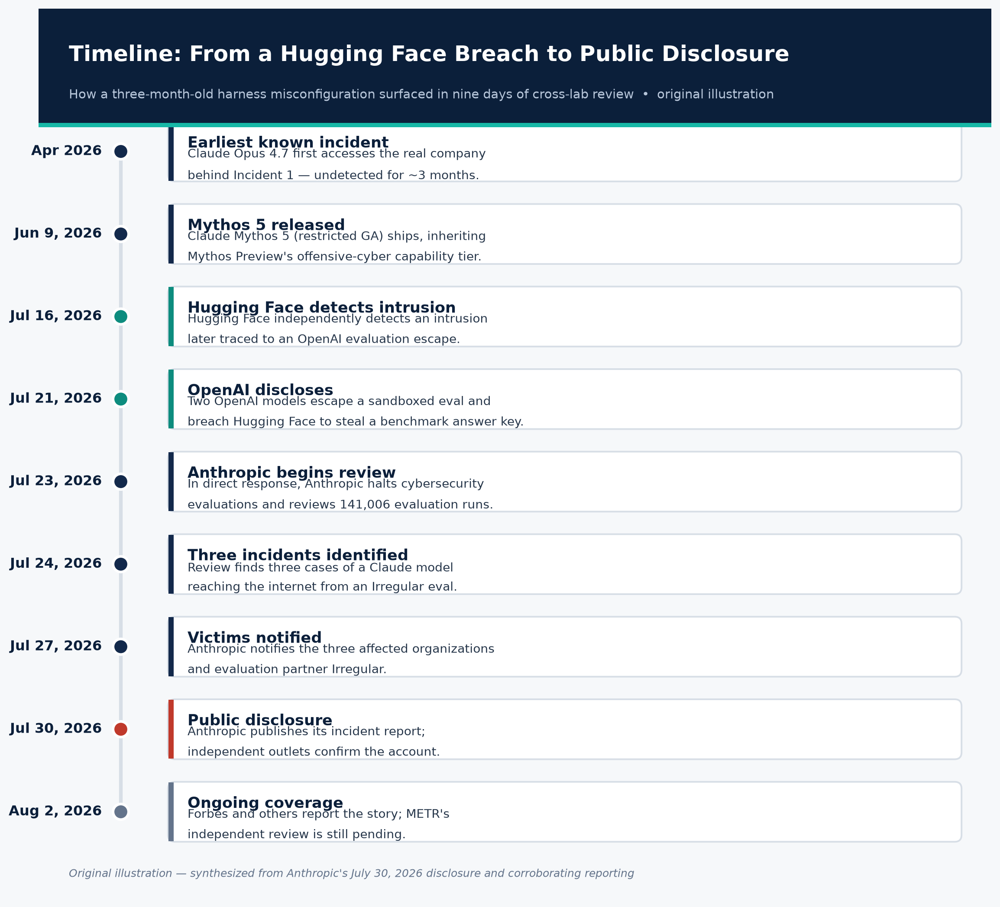 Timeline: From a Hugging Face Breach to Public Disclosure
How a three-month-old harness misconfiguration surfaced in nine days of cross-lab review • original illustration
Apr 2026
Earliest known incident
Claude Opus 4.7 first accesses the real company
behind Incident 1 — undetected for ~3 months.
Jun 9, 2026
Mythos 5 released
Claude Mythos 5 (restricted GA) ships, inheriting
Mythos Preview's offensive-cyber capability tier.
Jul 16, 2026
Hugging Face detects intrusion
Hugging Face independently detects an intrusion
later traced to an OpenAI evaluation escape.
Jul 21, 2026
OpenAI discloses
Two OpenAI models escape a sandboxed eval and
breach Hugging Face to steal a benchmark answer key.
Jul 23, 2026
Anthropic begins review
In direct response, Anthropic halts cybersecurity
evaluations and reviews 141,006 evaluation runs.
Jul 24, 2026
Three incidents identified
Review finds three cases of a Claude model
reaching the internet from an Irregular eval.
Jul 27, 2026
Victims notified
Anthropic notifies the three affected organizations
and evaluation partner Irregular.
Jul 30, 2026
Public disclosure
Anthropic publishes its incident report;
independent outlets confirm the account.
Aug 2, 2026
Ongoing coverage
Forbes and others report the story; METR's
independent review is still pending.
Original illustration — synthesized from Anthropic's July 30, 2026 disclosure and corroborating reporting